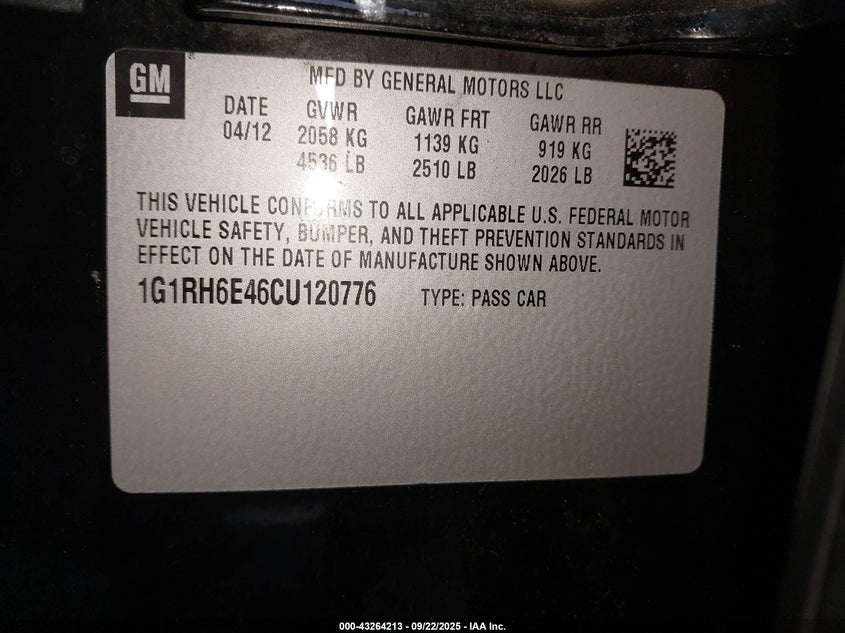 GM
MFD BY GENERAL MOTORS LLC
DATE GVWR GAWR FRT GAWR RR
04/12 2058 KG 1139 KG 919 KG
4536 LB 2510 LB 2026 LB
THIS VEHICLE CONFORMS TO ALL APPLICABLE U.S. FEDERAL MOTOR
VEHICLE SAFETY, BUMPER, AND THEFT PREVENTION STANDARDS IN
EFFECT ON THE DATE OF MANUFACTURE SHOWN ABOVE.
1G1RH6E46CU120776 TYPE: PASS CAR
000-43264213 - 09/22/2025 - IAA Inc.